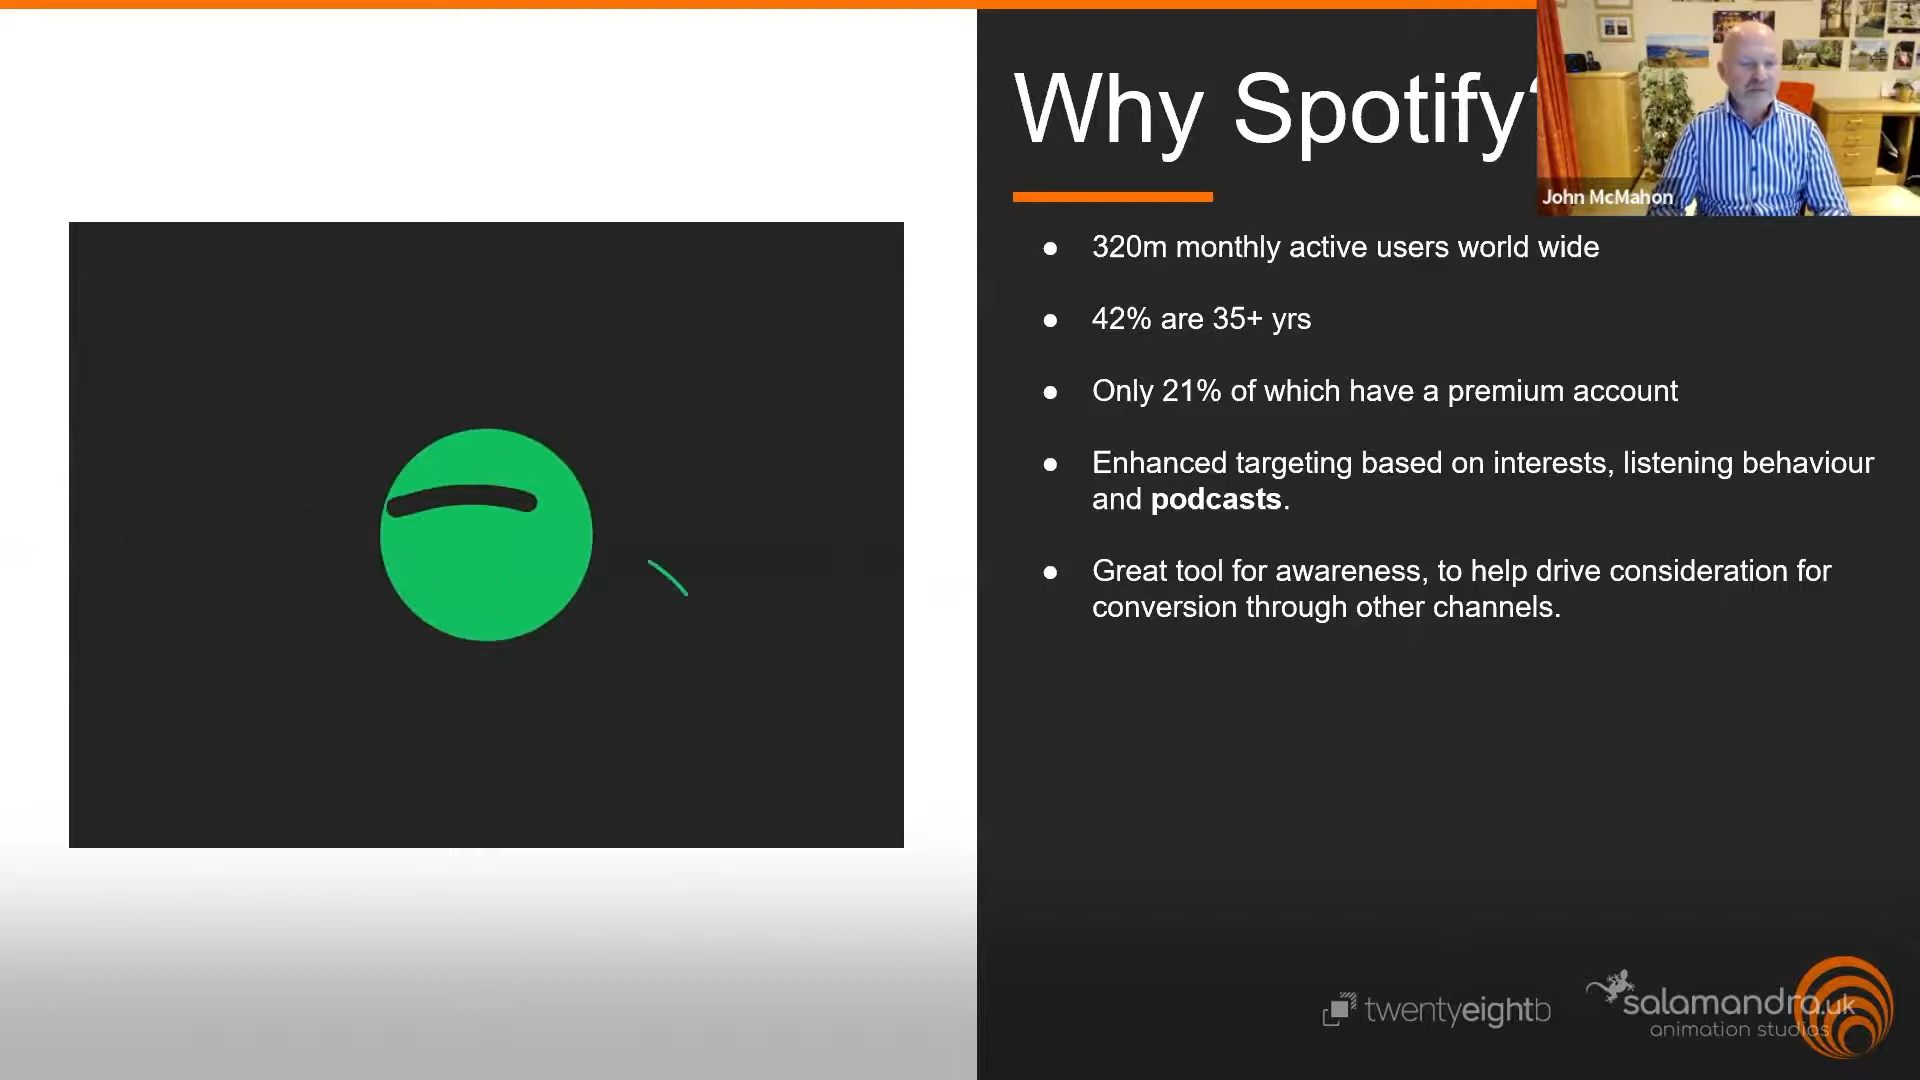 Why Spotify?
John McMahon
● 320m monthly active users world wide
● 42% are 35+ yrs
● Only 21% of which have a premium account
● Enhanced targeting based on interests, listening behaviour
and podcasts.
● Great tool for awareness, to help drive consideration for
conversion through other channels.
twentyeightb
salamandra.uk
animation studios